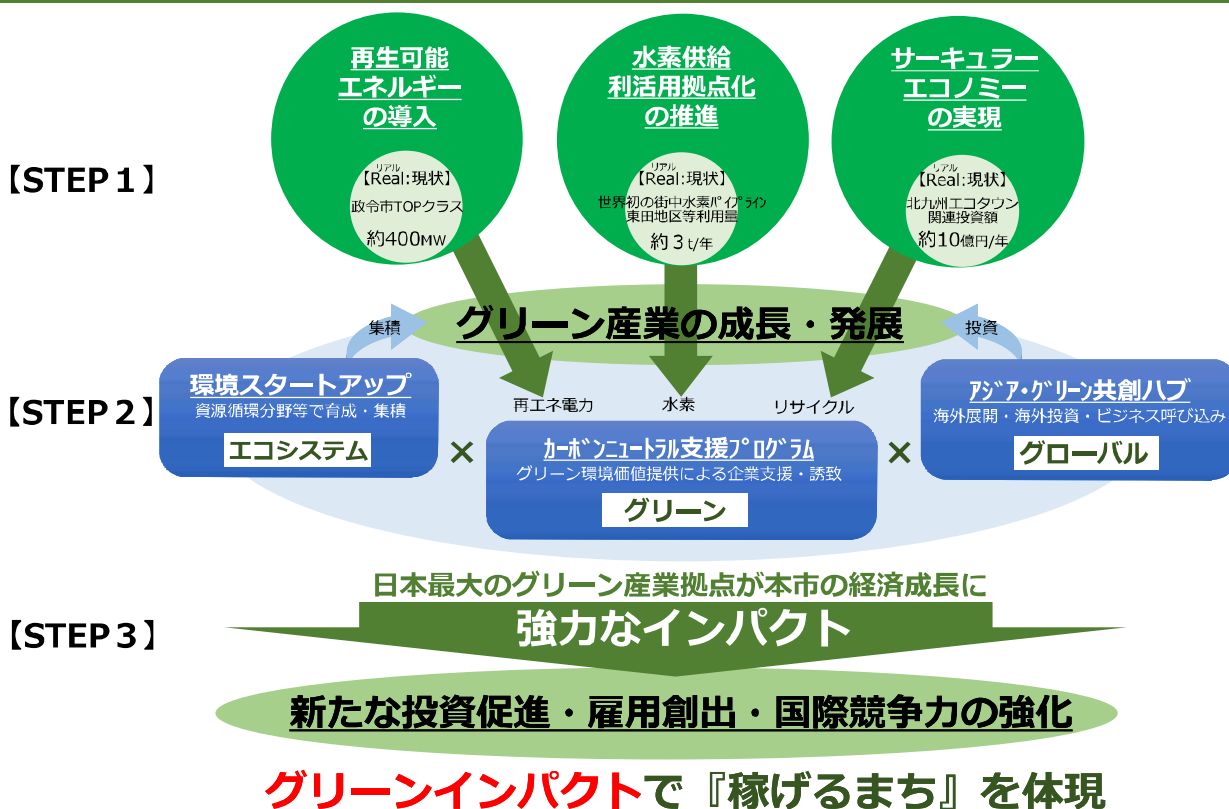 【STEP１】
再生可能
エネルギー
の導入
リアル
【Real:現状】
政令市TOPクラス
約400MW
水素供給
利活用拠点化
の推進
リアル
【Real:現状】
世界初の街中水素ﾊﾟｲﾌﾟﾗｲﾝ
東田地区等利用量
約３t/年
サーキュラー
エコノミー
の実現
リアル
【Real:現状】
北九州エコタウン
関連投資額
約10億円/年
グリーン産業の成長・発展
集積
投資
【STEP２】
環境スタートアップ
資源循環分野等で育成・集積
エコシステム
×
再エネ電力
水素
リサイクル
ｶｰﾎﾞﾝﾆｭｰﾄﾗﾙ支援ﾌﾟﾛｸﾞﾗﾑ
グリーン環境価値提供による企業支援・誘致
グリーン
×
ｱｼﾞｱ・ｸﾞﾘｰﾝ共創ハブ
海外展開・海外投資・ビジネス呼び込み
グローバル
【STEP３】
日本最大のグリーン産業拠点が本市の経済成長に
強力なインパクト
新たな投資促進・雇用創出・国際競争力の強化
グリーンインパクトで『稼げるまち』を体現